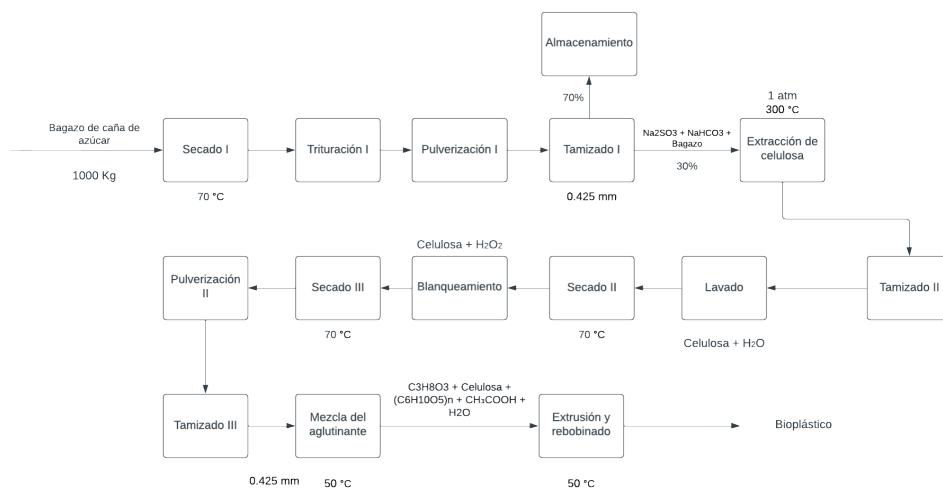 Almacenamiento
70%
1 atm
300 °C
Bagazo de caña de
azúcar
1000 Kg
Secado I
70 °C
Trituración I
Pulverización I
Tamizado I
0.425 mm
Na2SO3 + NaHCO3 +
Bagazo
30%
Extracción de
celulosa
Celulosa + H2O2
Pulverización
II
Secado III
70 °C
Blanqueamiento
Secado II
70 °C
Lavado
Celulosa + H2O
Tamizado II
Tamizado III
0.425 mm
Mezcla del
aglutinante
50 °C
C3H8O3 + Celulosa +
(C6H10O5)n + CH₃COOH +
H2O
Extrusión y
rebobinado
50 °C
Bioplástico